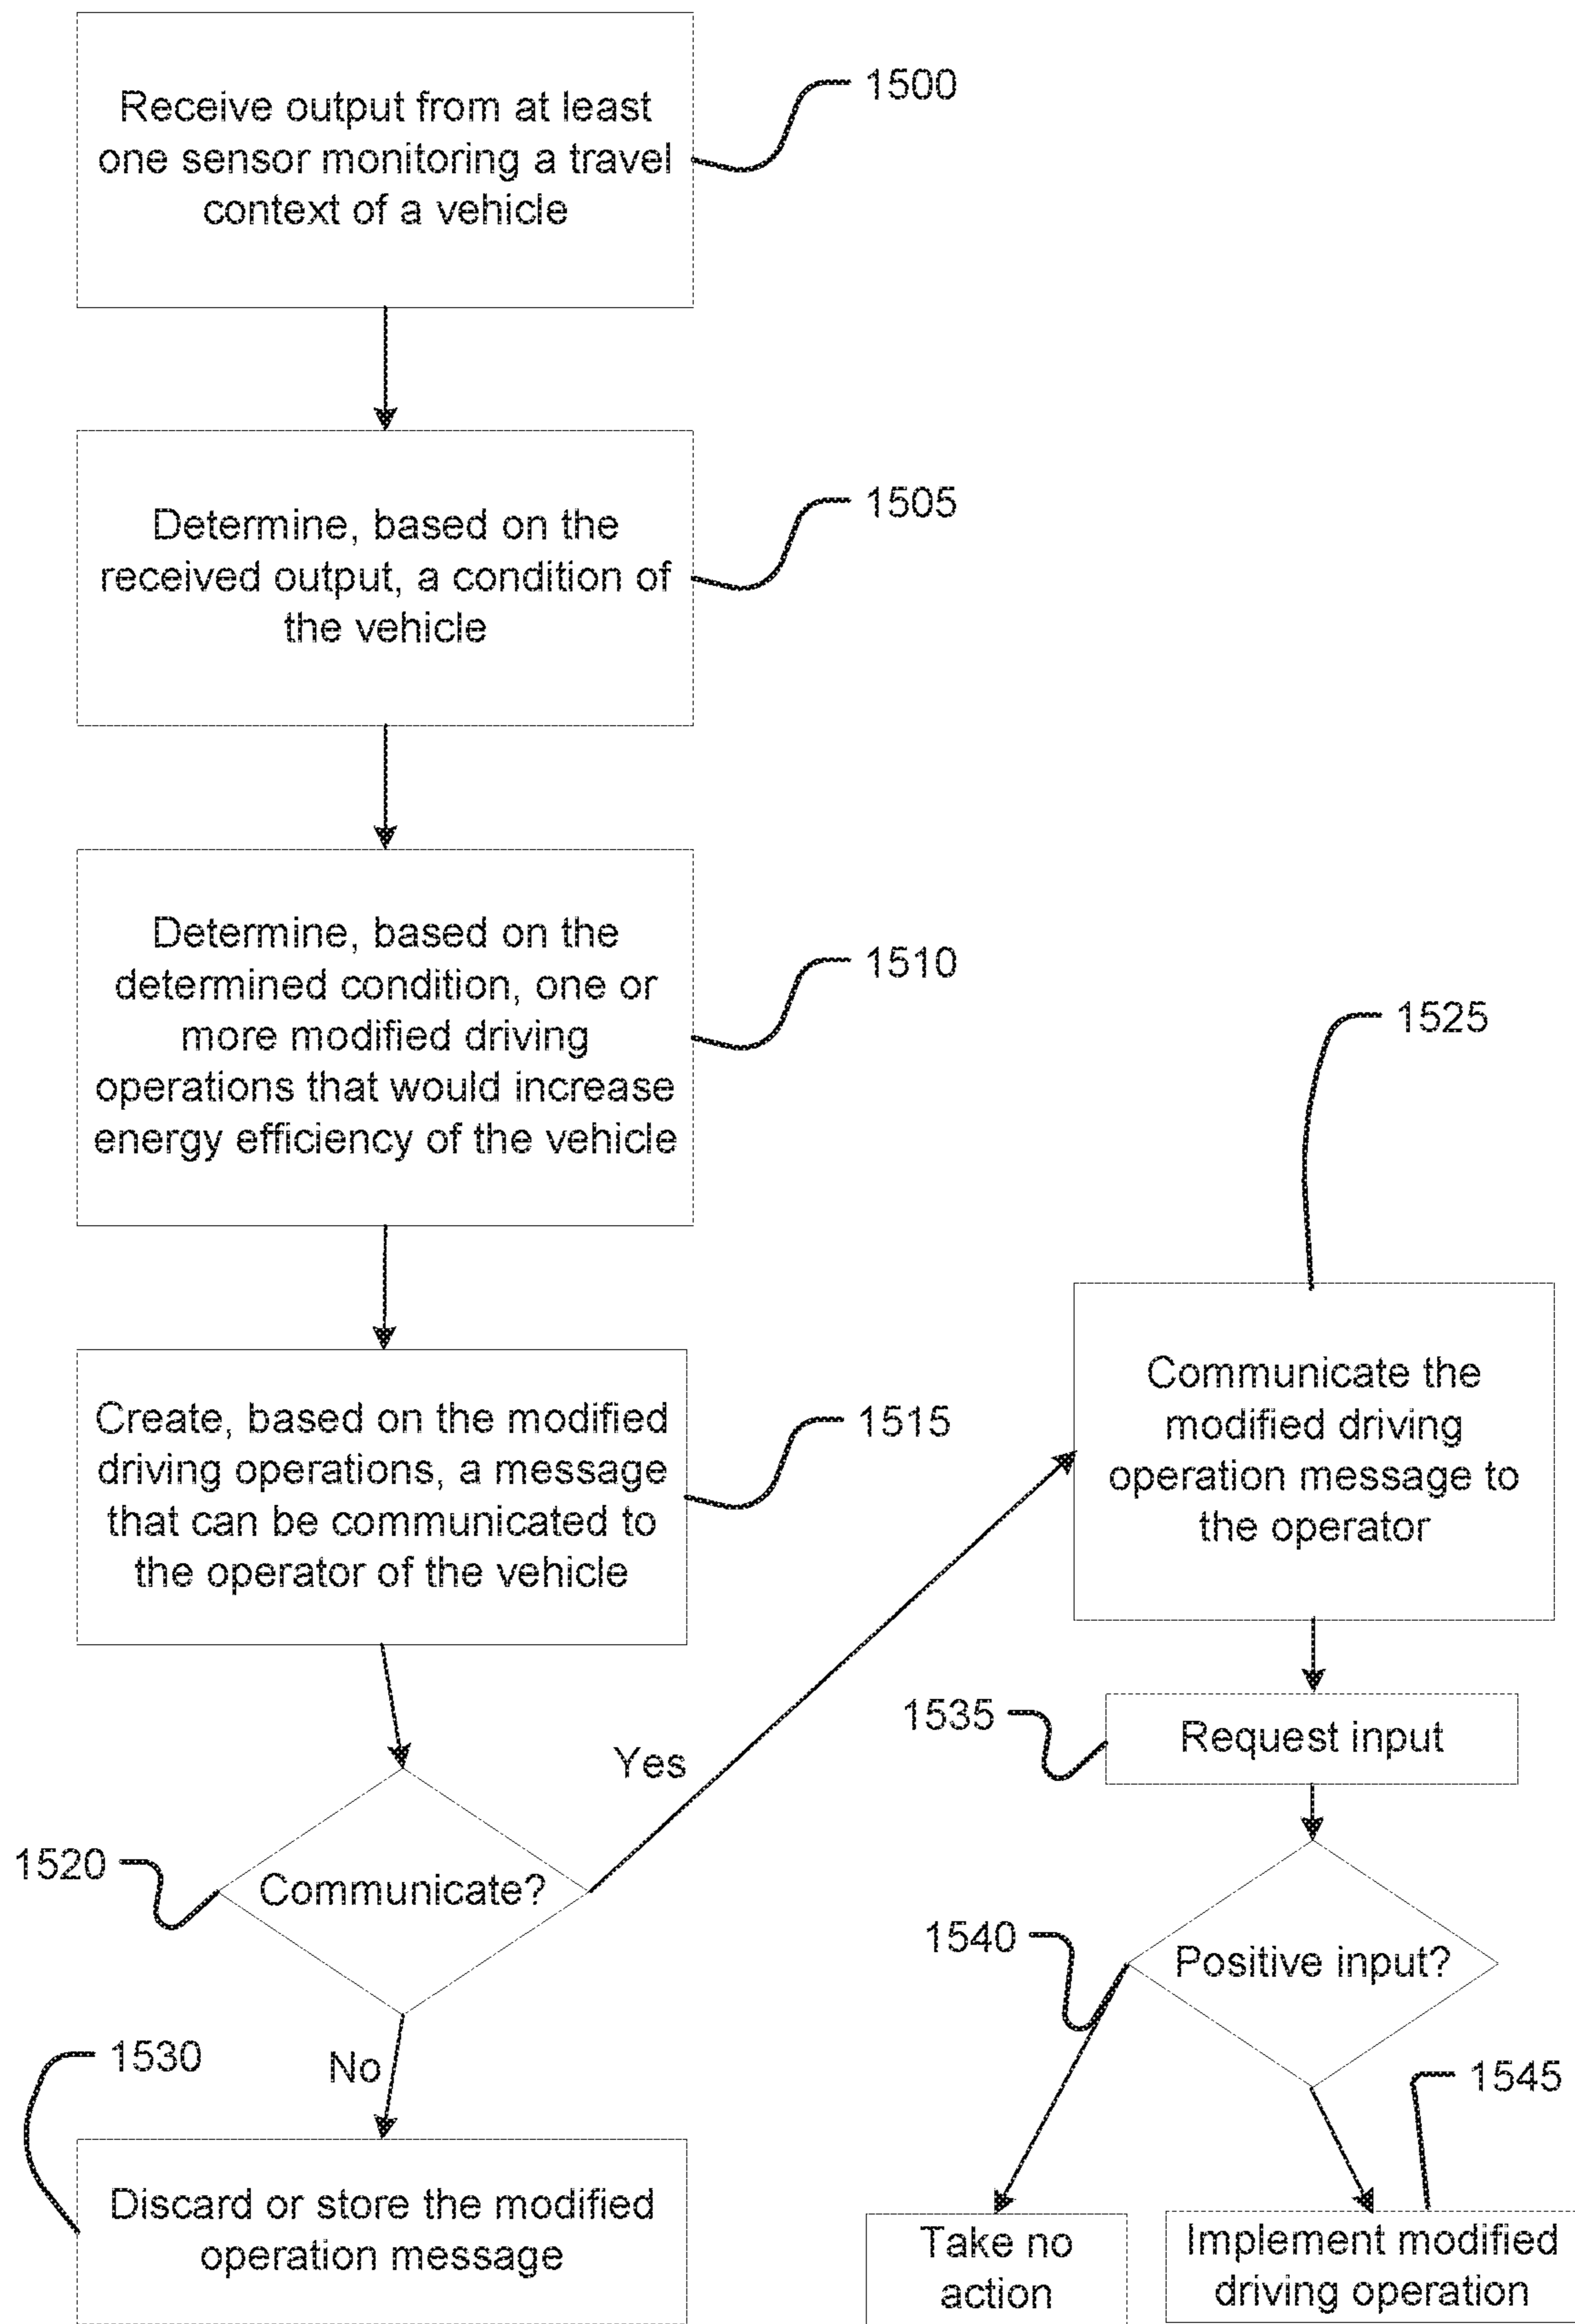 Receive output from at least
one sensor monitoring a travel
context of a vehicle
1500
Determine, based on the
received output, a condition of
the vehicle
1505
Determine, based on the
determined condition, one or
more modified driving
operations that would increase
energy efficiency of the vehicle
1510
Create, based on the modified
driving operations, a message
that can be communicated to
the operator of the vehicle
1515
Communicate?
1520
Yes
No
Discard or store the modified
operation message
1530
1525
Communicate the
modified driving
operation message to
the operator
1535
Request input
1540
Positive input?
1545
Take no
action
Implement modified
driving operation